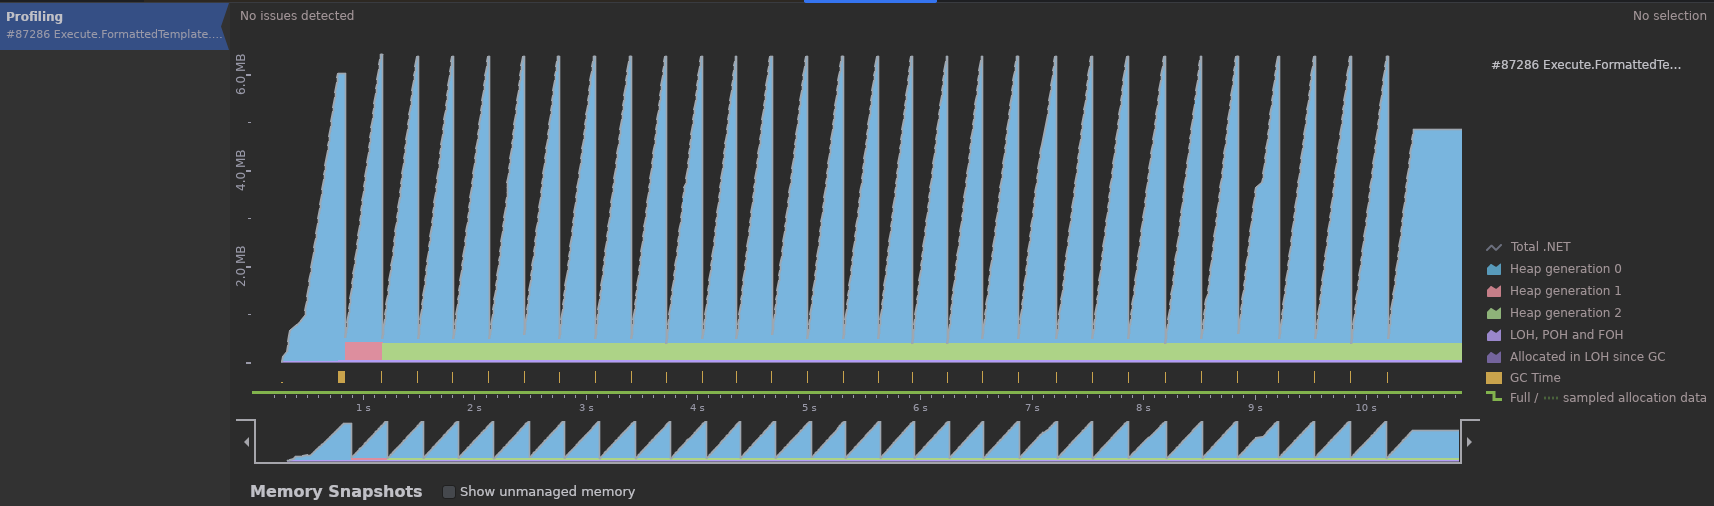 Profiling
#87286 Execute.FormattedTemplate....
No issues detected
No selection
6.0 MB
4.0 MB
2.0 MB
#87286 Execute.FormattedTe...
Total .NET
Heap generation 0
Heap generation 1
Heap generation 2
LOH, POH and FOH
Allocated in LOH since GC
GC Time
Full / sampled allocation data
1 s 2 s 3 s 4 s 5 s 6 s 7 s 8 s 9 s 10 s
Memory Snapshots Show unmanaged memory